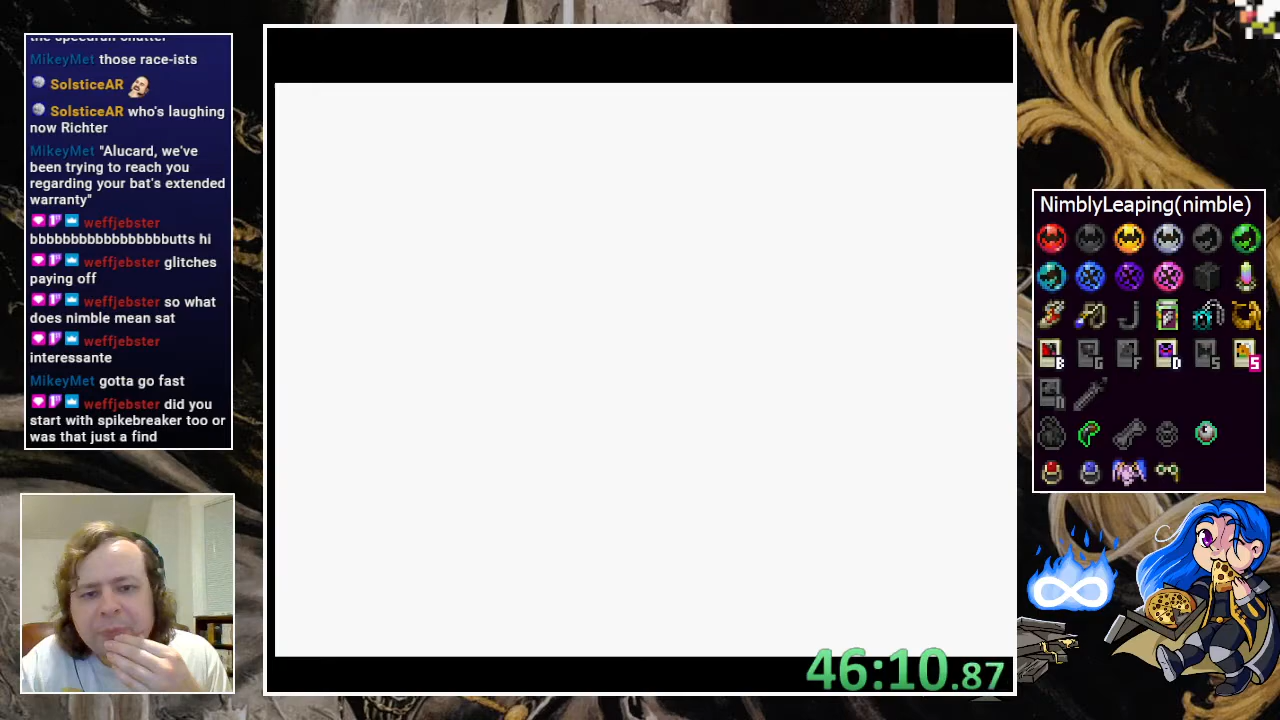 MikeyMet those race-ists
SolsticeAR
SolsticeAR who's laughing
now Richter
MikeyMet "Alucard, we've
been trying to reach you
regarding your bat's extended
warranty"
weffjebster
bbbbbbbbbbbbbbbbbutts hi
weffjebster glitches
paying off
weffjebster so what
does nimble mean sat
weffjebster
interessante
MikeyMet gotta go fast
weffjebster did you
start with spikebreaker too or
was that just a find
NimblyLeaping(nimble)
B G F D S S
46:10.87